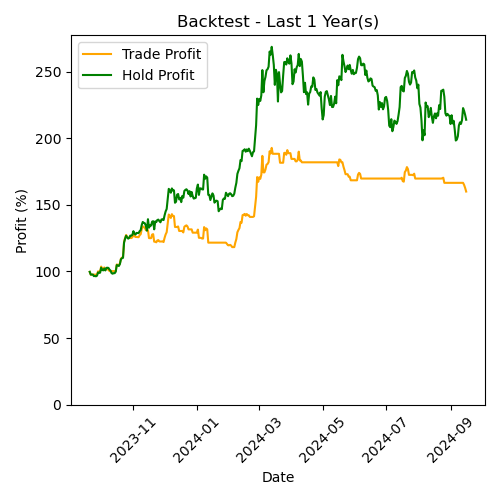 Backtest - Last 1 Year(s)
Trade Profit
Hold Profit
Profit (%)
250
200
150
100
50
0
2023-11
2024-01
2024-03
2024-05
2024-07
2024-09
Date